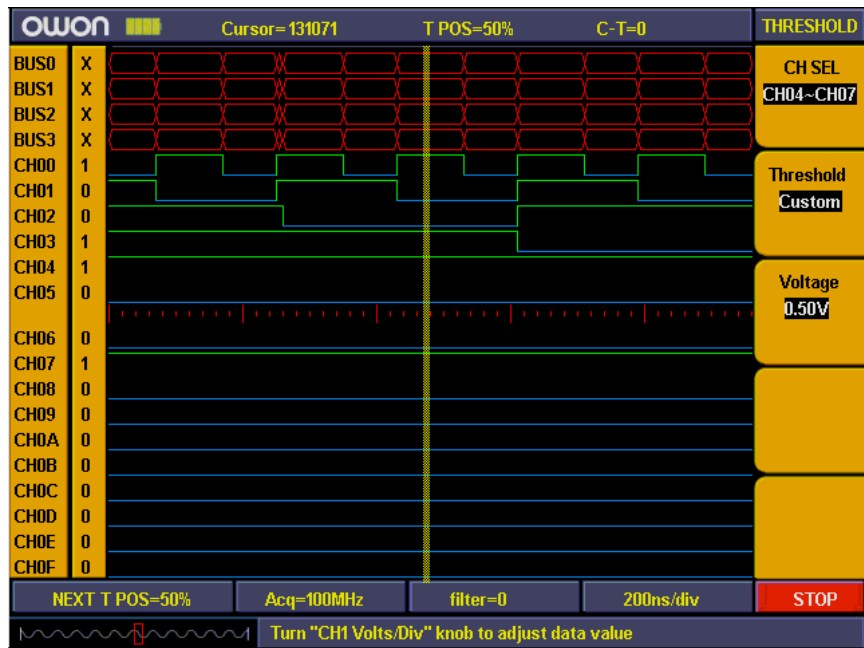 owon Cursor=131071 T POS=50% C-T=0 THRESHOLD
BUS0 X
BUS1 X
BUS2 X
BUS3 X
CH00 1
CH01 0
CH02 0
CH03 1
CH04 1
CH05 0
CH06 0
CH07 1
CH08 0
CH09 0
CH0A 0
CH0B 0
CH0C 0
CH0D 0
CH0E 0
CH0F 0
CH SEL
CH04~CH07
Threshold
Custom
Voltage
0.50V
NEXT T POS=50% Acq=100MHz filter=0 200ns/div STOP
Turn "CH1 Volts/Div" knob to adjust data value